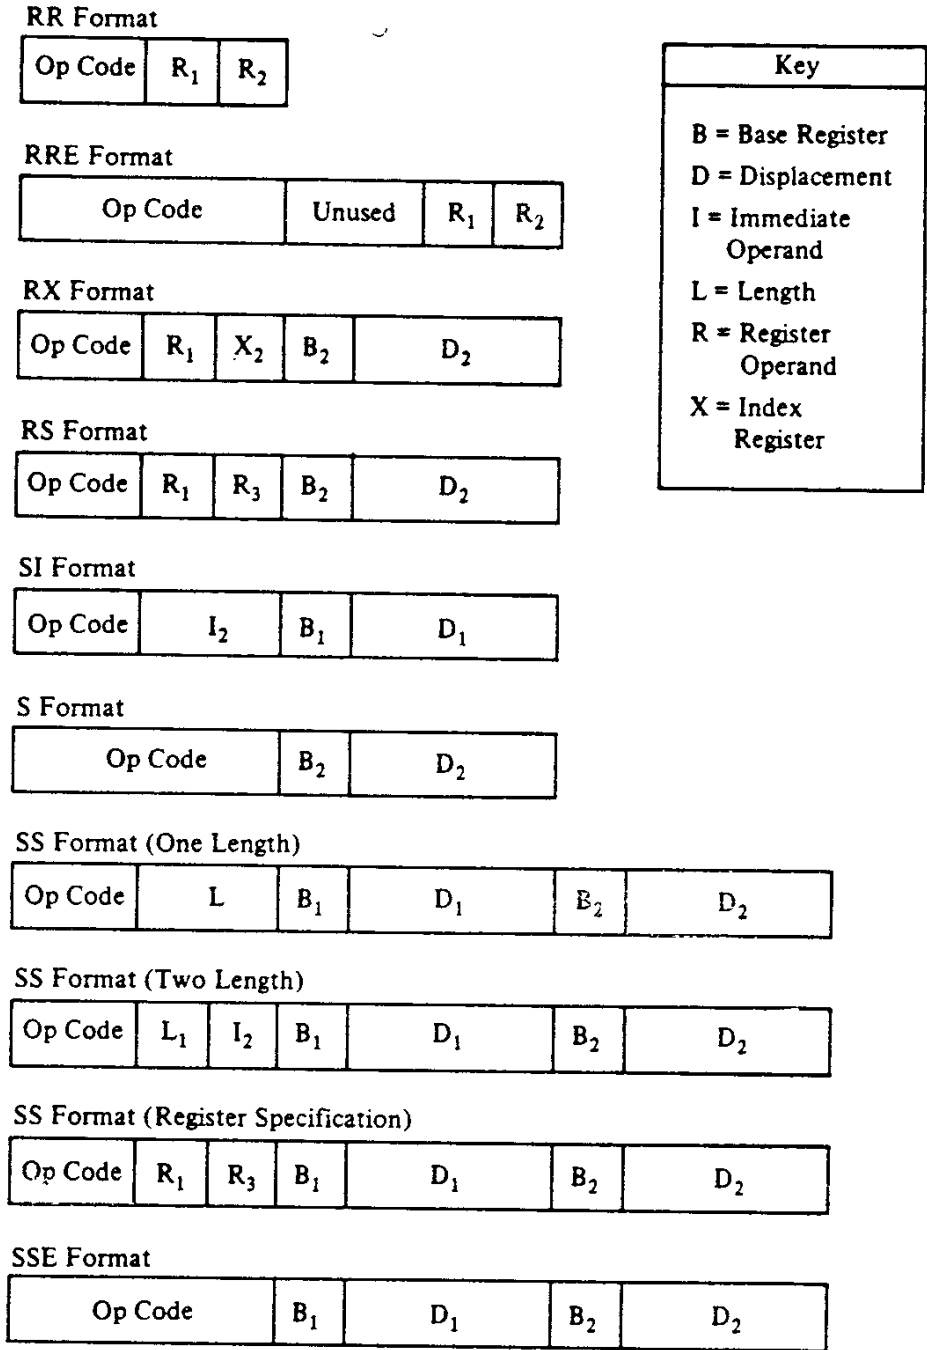 RR Format
Op Code R₁ R₂
RRE Format
Op Code Unused R₁ R₂
RX Format
Op Code R₁ X₂ B₂ D₂
RS Format
Op Code R₁ R₃ B₂ D₂
SI Format
Op Code I₂ B₁ D₁
S Format
Op Code B₂ D₂
SS Format (One Length)
Op Code L B₁ D₁ B₂ D₂
SS Format (Two Length)
Op Code L₁ I₂ B₁ D₁ B₂ D₂
SS Format (Register Specification)
Op Code R₁ R₃ B₁ D₁ B₂ D₂
SSE Format
Op Code B₁ D₁ B₂ D₂
Key
B = Base Register
D = Displacement
I = Immediate
Operand
L = Length
R = Register
Operand
X = Index
Register